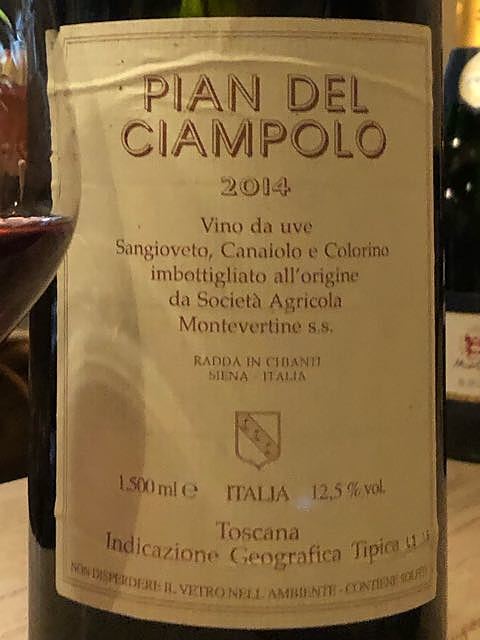 PIAN DEL
CIAMPOLO
2014
Vino da uve
Sangioveto, Canaiolo e Colorino
imbottigliato all'origine
da Società Agricola
Montevertine s.s.
RADDA IN CHIANTI
SIENA - ITALIA
1.500 ml e ITALIA 12,5 % vol.
Toscana
Indicazione Geografica Tipica
NON DISPERDERE IL VETRO NELL AMBIENTE - CONTIENE SOLFITI